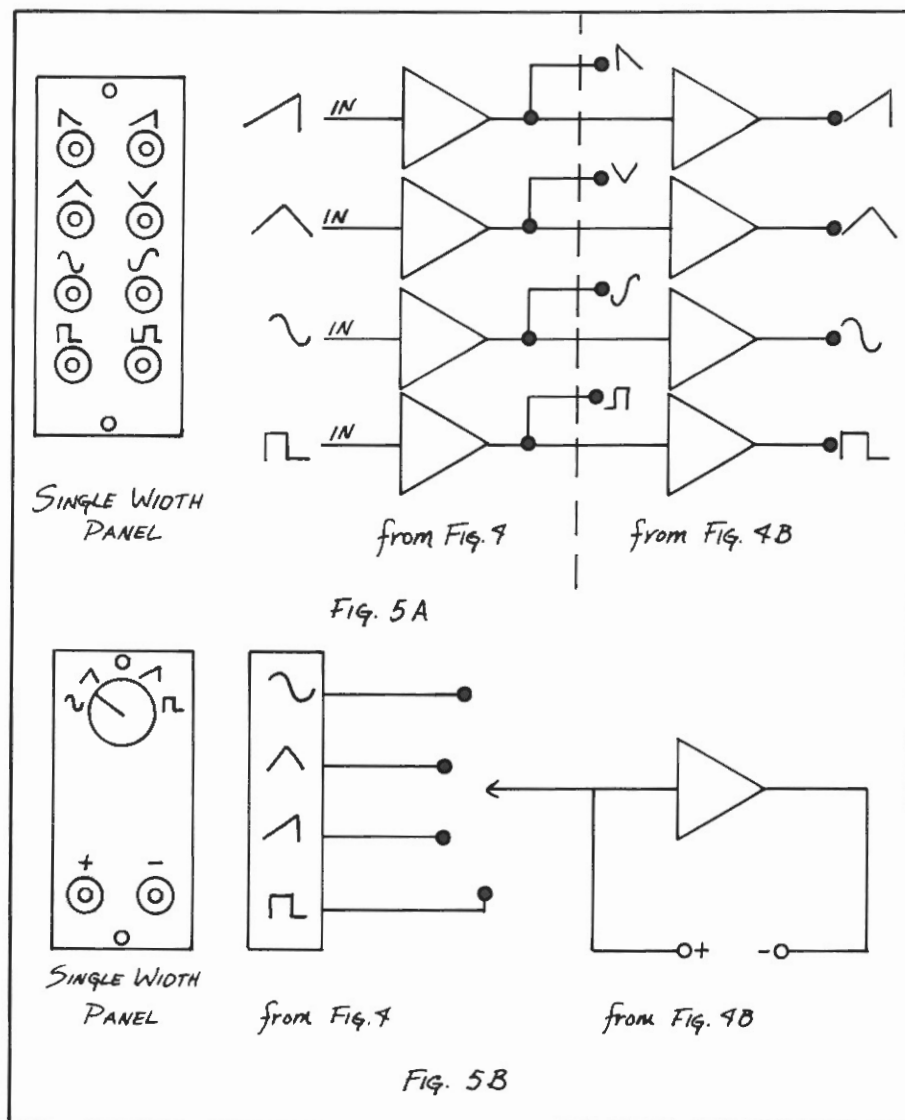 IN
IN
IN
IN
SINGLE WIDTH
PANEL
from FIG. 4
from FIG. 4B
FIG. 5A
+ -
+ -
SINGLE WIDTH
PANEL
from FIG. 4
from FIG. 4B
FIG. 5B